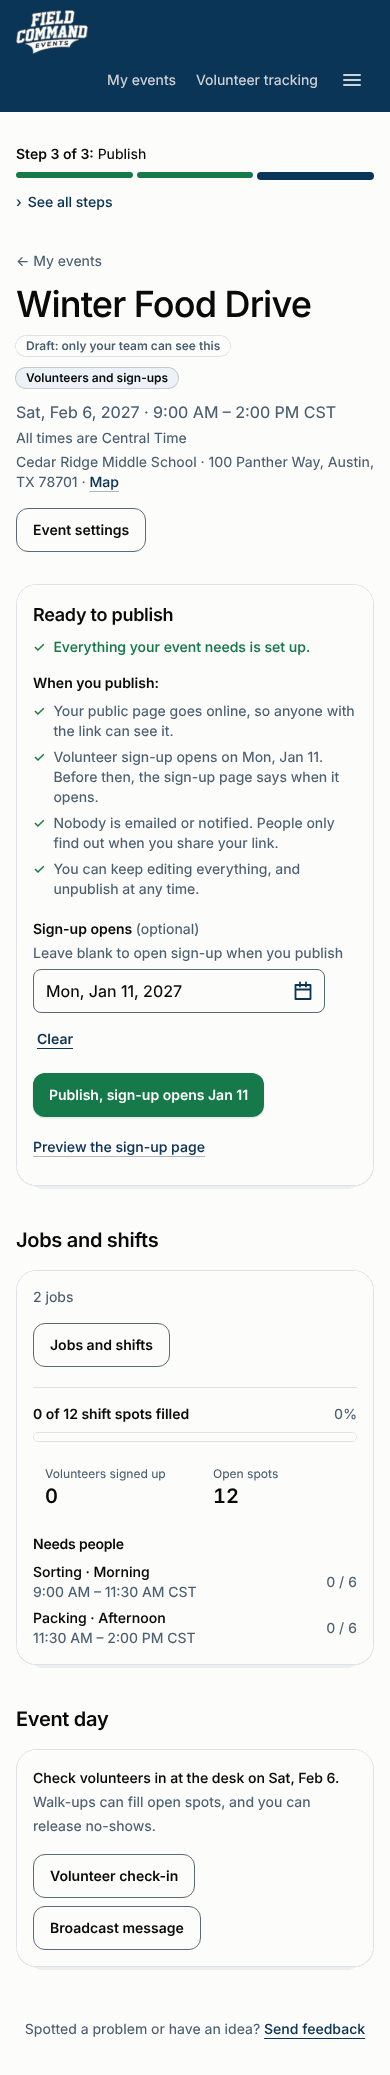 FIELD
COMMAND
EVENTS
My events Volunteer tracking
Step 3 of 3: Publish
› See all steps
← My events
Winter Food Drive
Draft: only your team can see this
Volunteers and sign-ups
Sat, Feb 6, 2027 · 9:00 AM – 2:00 PM CST
All times are Central Time
Cedar Ridge Middle School · 100 Panther Way, Austin,
TX 78701 · Map
Event settings
Ready to publish
✓ Everything your event needs is set up.
When you publish:
✓ Your public page goes online, so anyone with
the link can see it.
✓ Volunteer sign-up opens on Mon, Jan 11.
Before then, the sign-up page says when it
opens.
✓ Nobody is emailed or notified. People only
find out when you share your link.
✓ You can keep editing everything, and
unpublish at any time.
Sign-up opens (optional)
Leave blank to open sign-up when you publish
Mon, Jan 11, 2027
Clear
Publish, sign-up opens Jan 11
Preview the sign-up page
Jobs and shifts
2 jobs
Jobs and shifts
0 of 12 shift spots filled 0%
Volunteers signed up Open spots
0 12
Needs people
Sorting · Morning
9:00 AM – 11:30 AM CST 0 / 6
Packing · Afternoon
11:30 AM – 2:00 PM CST 0 / 6
Event day
Check volunteers in at the desk on Sat, Feb 6.
Walk-ups can fill open spots, and you can
release no-shows.
Volunteer check-in
Broadcast message
Spotted a problem or have an idea? Send feedback